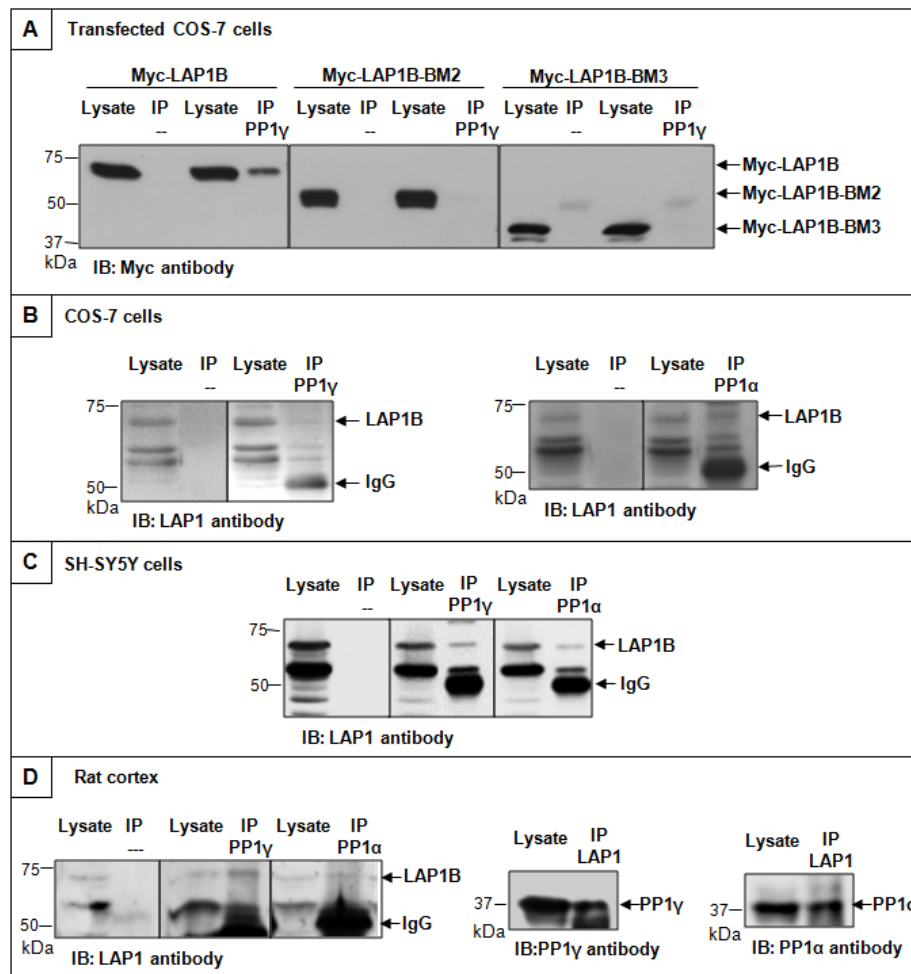 A Transfected COS-7 cells
Myc-LAP1B Myc-LAP1B-BM2 Myc-LAP1B-BM3
Lysate IP Lysate IP Lysate IP Lysate IP Lysate IP Lysate IP
-- PP1γ -- PP1γ -- PP1γ
75
50
37
kDa
Myc-LAP1B
Myc-LAP1B-BM2
Myc-LAP1B-BM3
IB: Myc antibody
B COS-7 cells
Lysate IP Lysate IP
-- PP1γ
75
50
kDa
LAP1B
IgG
IB: LAP1 antibody
Lysate IP Lysate IP
-- PP1α
75
50
kDa
LAP1B
IgG
IB: LAP1 antibody
C SH-SY5Y cells
Lysate IP Lysate IP Lysate IP
-- PP1γ PP1α
75
50
kDa
LAP1B
IgG
IB: LAP1 antibody
D Rat cortex
Lysate IP Lysate IP Lysate IP
--- PP1γ PP1α
75
50
kDa
LAP1B
IgG
IB: LAP1 antibody
Lysate IP
LAP1
37
kDa
PP1γ
IB:PP1γ antibody
Lysate IP
LAP1
37
kDa
PP1α
IB: PP1α antibody